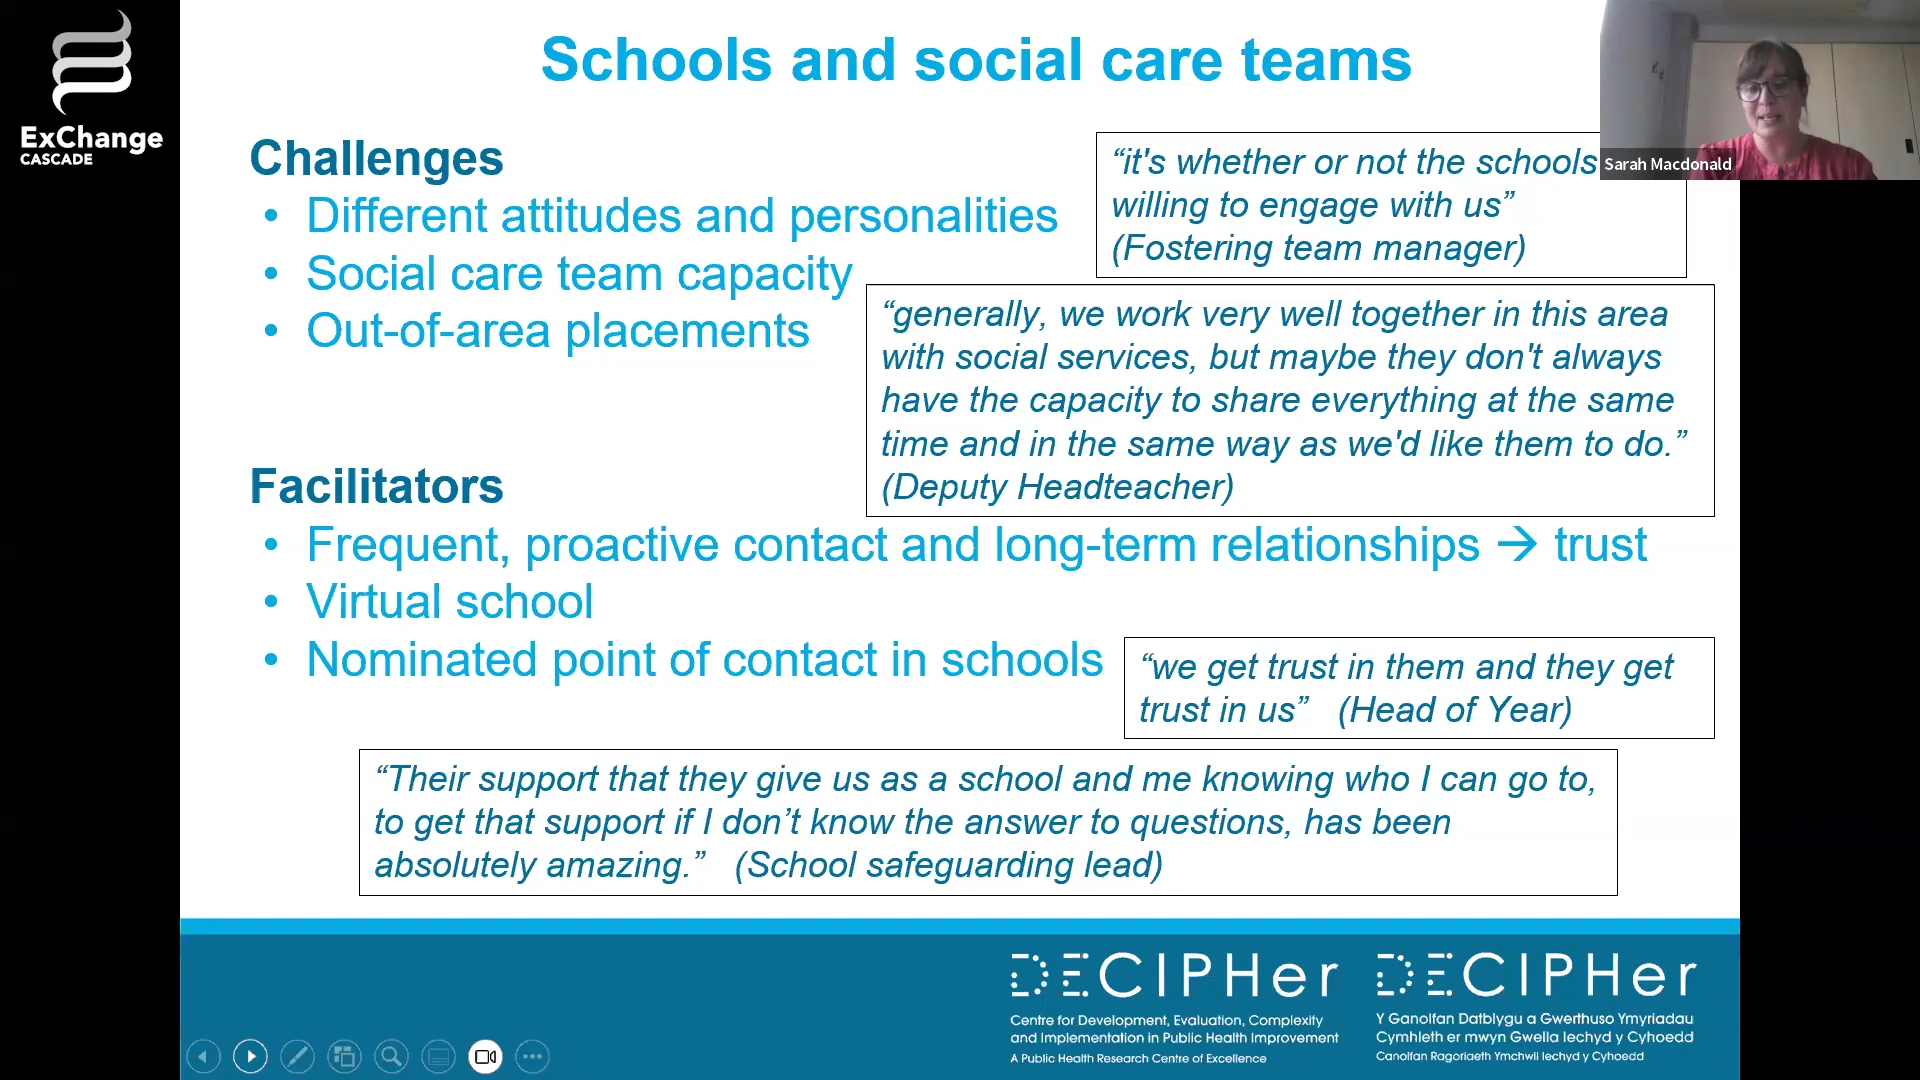 ExChange
CASCADE
Schools and social care teams
Sarah Macdonald
Challenges
• Different attitudes and personalities
• Social care team capacity
• Out-of-area placements
“it's whether or not the schools
willing to engage with us”
(Fostering team manager)
“generally, we work very well together in this area
with social services, but maybe they don't always
have the capacity to share everything at the same
time and in the same way as we'd like them to do.”
(Deputy Headteacher)
Facilitators
• Frequent, proactive contact and long-term relationships → trust
• Virtual school
• Nominated point of contact in schools
“we get trust in them and they get
trust in us” (Head of Year)
“Their support that they give us as a school and me knowing who I can go to,
to get that support if I don’t know the answer to questions, has been
absolutely amazing.” (School safeguarding lead)
DECIPHer
Centre for Development, Evaluation, Complexity
and Implementation in Public Health Improvement
A Public Health Research Centre of Excellence
DECIPHer
Y Ganolfan Datblygu a Gwerthuso Ymyriadau
Cymhleth er mwyn Gwella Iechyd y Cyhoedd
Canolfan Ragoriaeth Ymchwil Iechyd y Cyhoedd